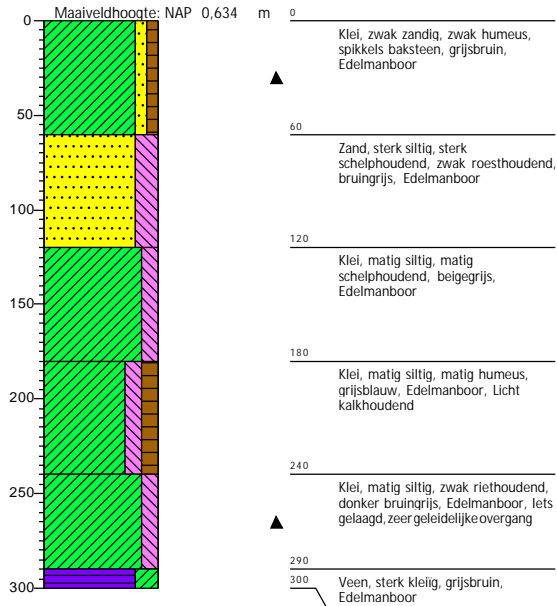 Maaiveldhoogte: NAP 0,634 m
0
50
100
150
200
250
300
0
Klei, zwak zandig, zwak humeus,
spikkels baksteen, grijsbruin,
Edelmanboor
60
Zand, sterk siltig, sterk
schelphoudend, zwak roesthoudend,
bruingrijs, Edelmanboor
120
Klei, matig siltig, matig
schelphoudend, beigegrijs,
Edelmanboor
180
Klei, matig siltig, matig humeus,
grijsblauw, Edelmanboor, Licht
kalkhoudend
240
Klei, matig siltig, zwak riethoudend,
donker bruingrijs, Edelmanboor, Iets
gelaagd, zeer geleidelijke overgang
290
300
Veen, sterk kleiïg, grijsbruin,
Edelmanboor